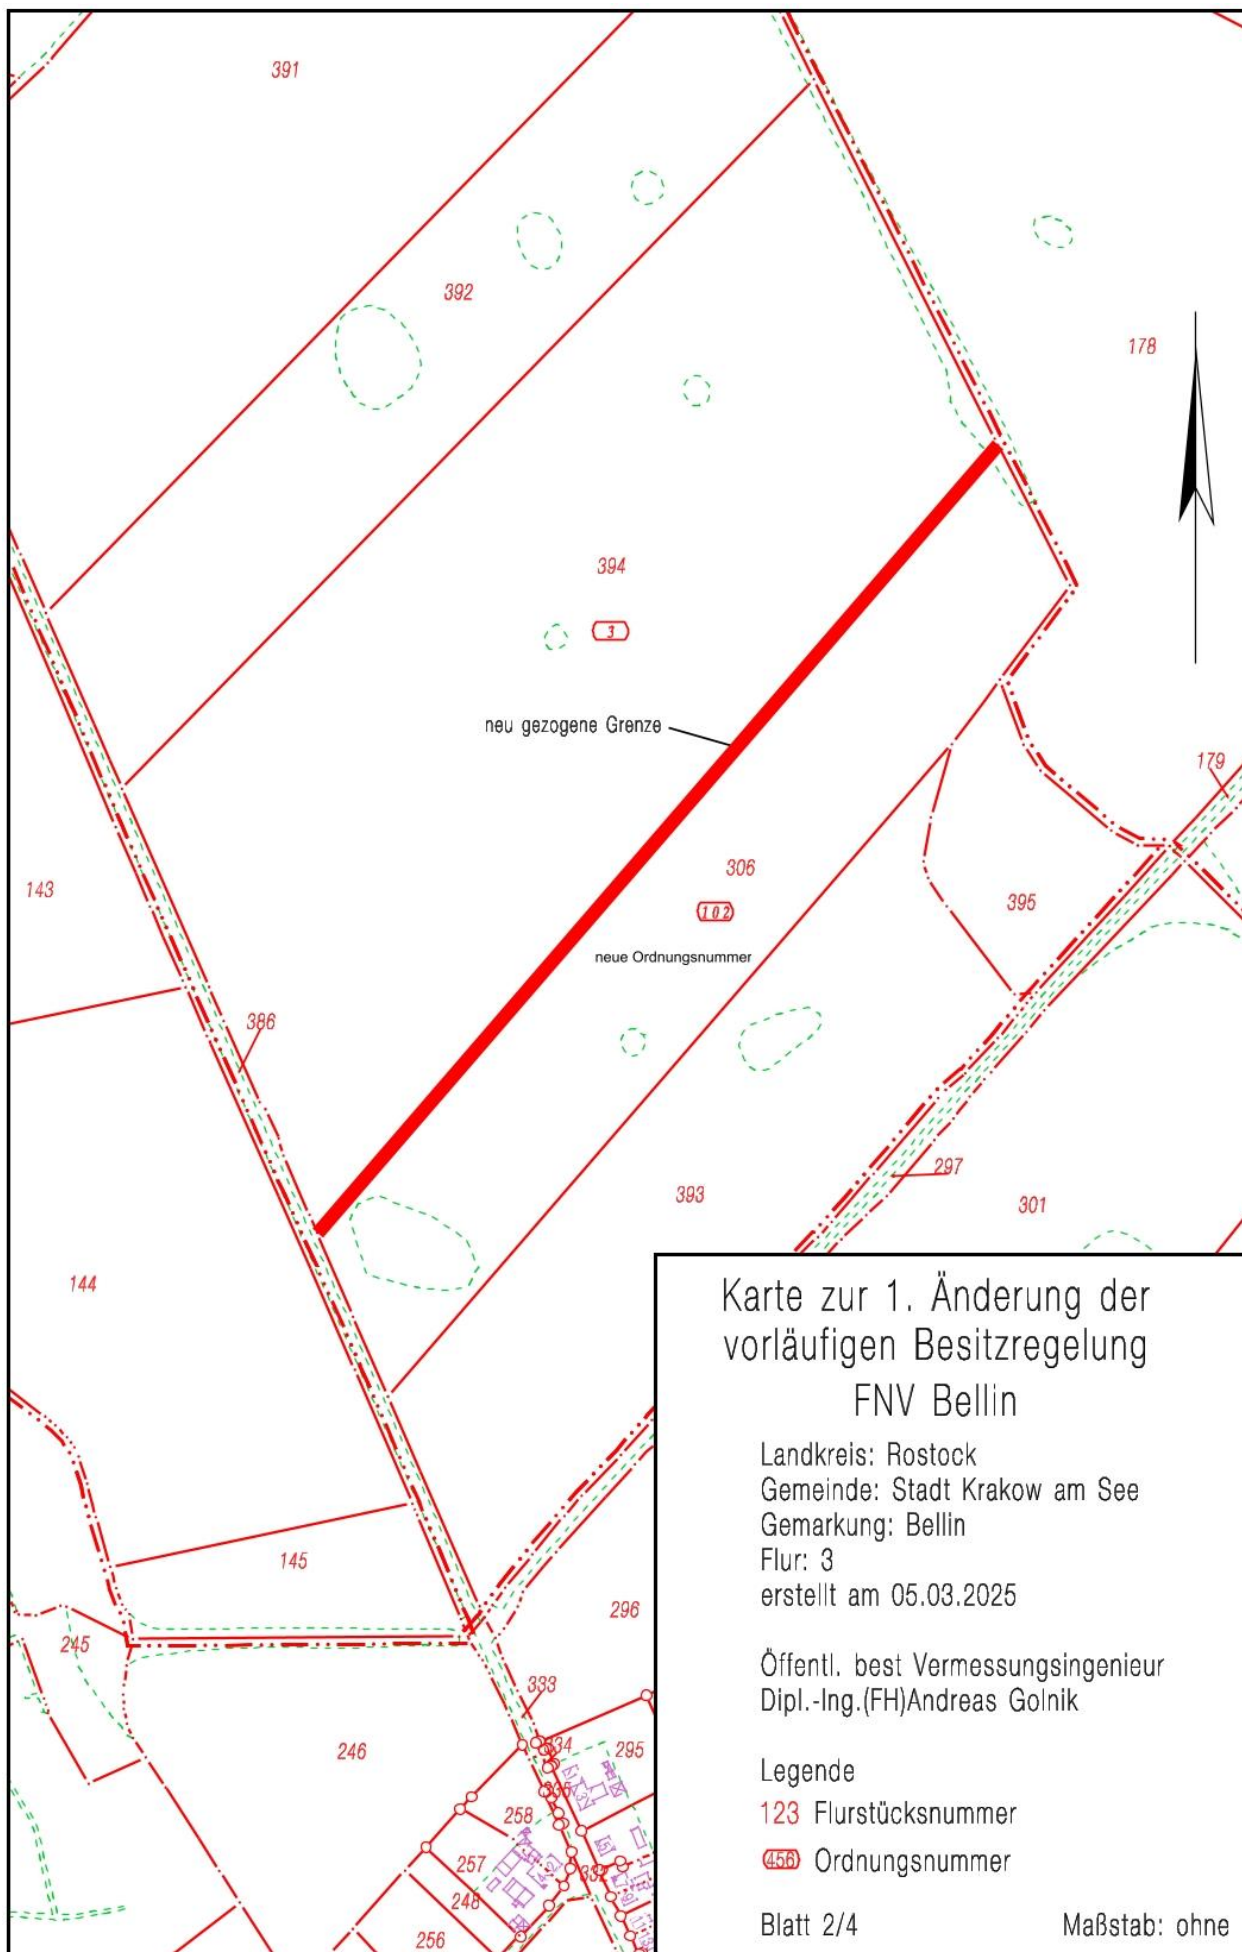 391
392
178
394
3
neu gezogene Grenze
179
143
306
102
395
neue Ordnungsnummer
386
297
393
301
144
145
296
245
333
246
334
295
335
258
257
332
248
256
Karte zur 1. Änderung der
vorläufigen Besitzregelung
FNV Bellin
Landkreis: Rostock
Gemeinde: Stadt Krakow am See
Gemarkung: Bellin
Flur: 3
erstellt am 05.03.2025
Öffentl. best Vermessungsingenieur
Dipl.-Ing.(FH)Andreas Golnik
Legende
123 Flurstücksnummer
456 Ordnungsnummer
Blatt 2/4 Maßstab: ohne